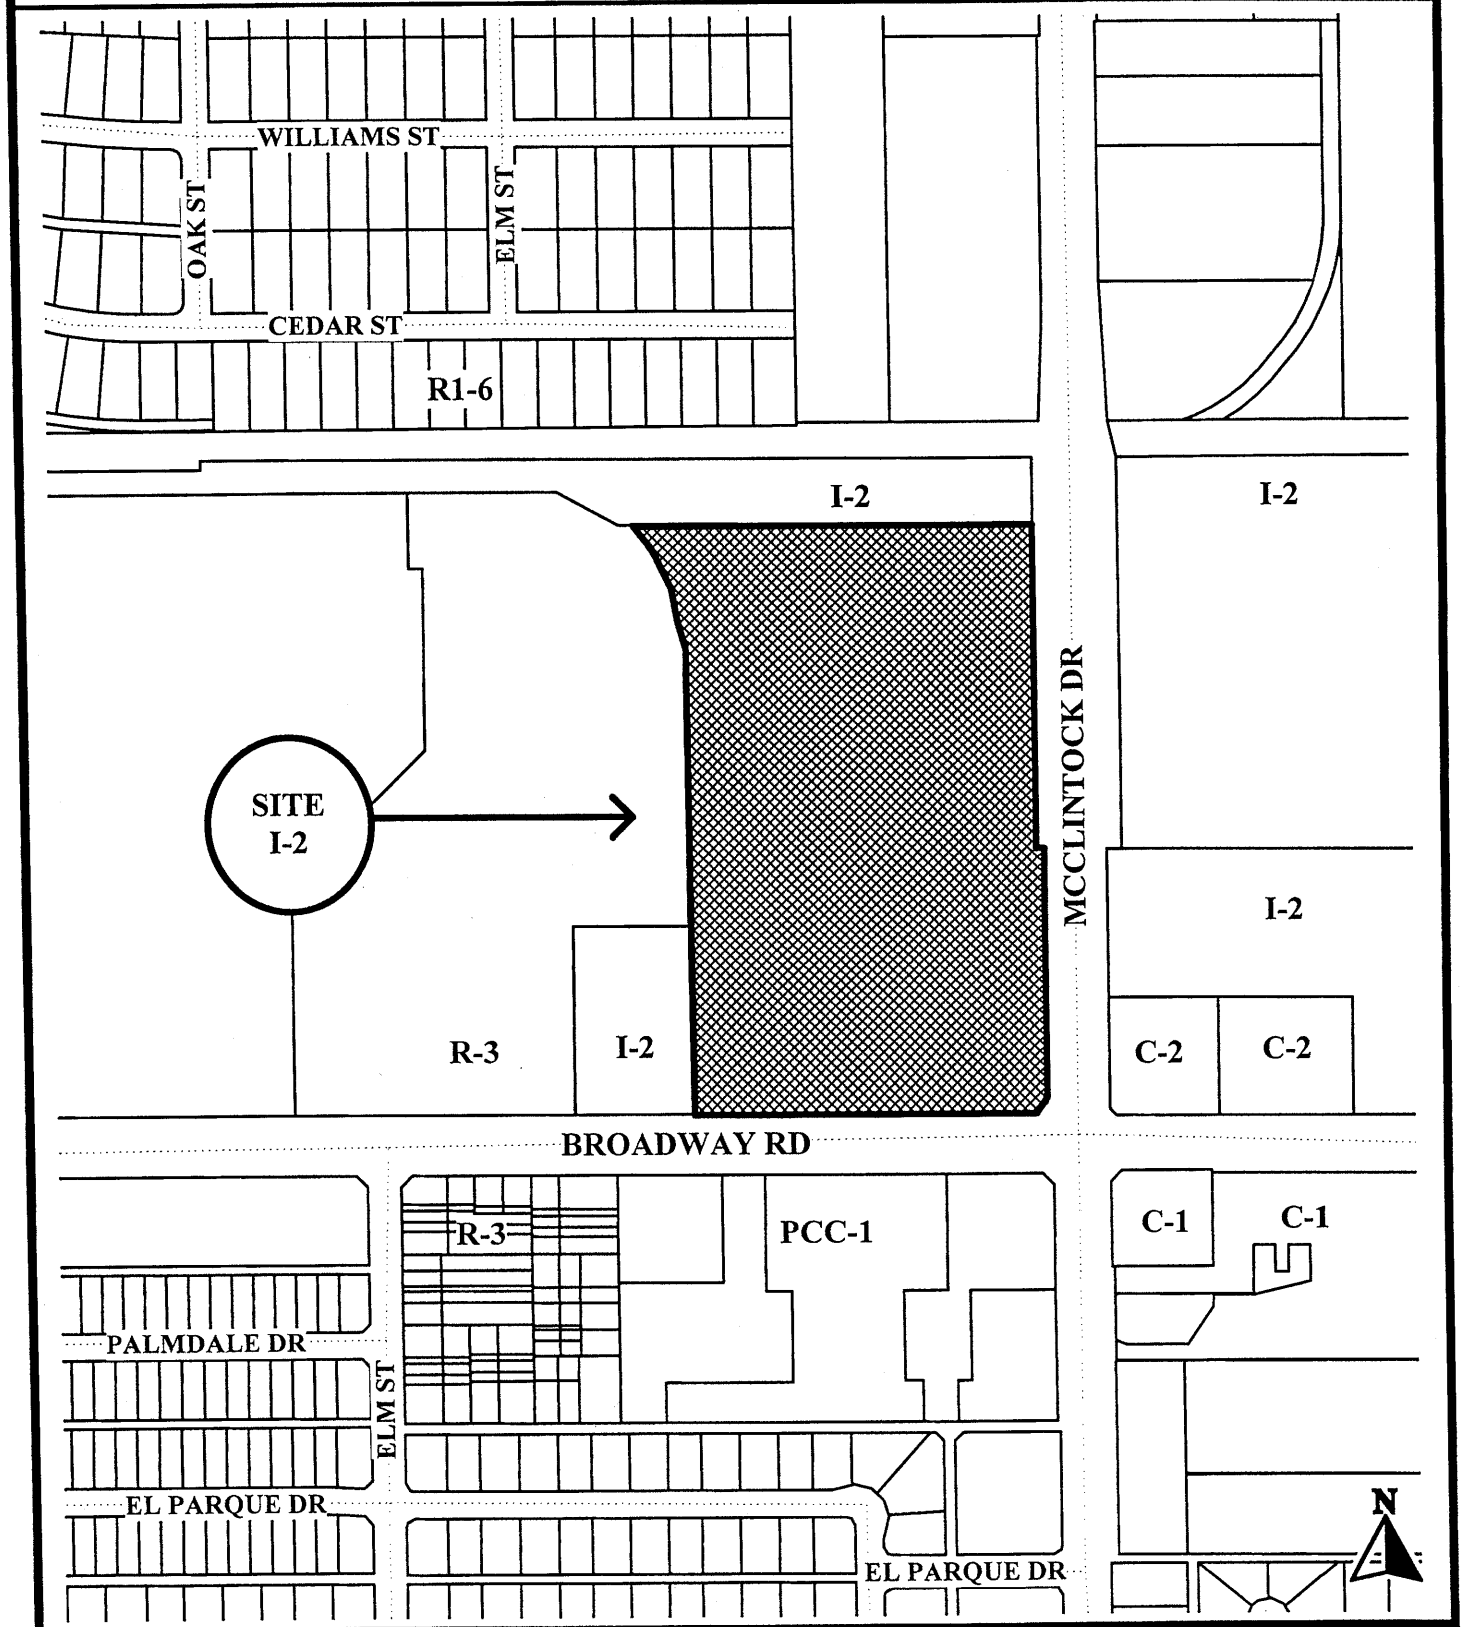 WILLIAMS ST
OAK ST
ELM ST
CEDAR ST
R1-6
I-2
I-2
MCCLINTOCK DR
SITE
I-2
I-2
R-3
I-2
C-2
C-2
BROADWAY RD
R-3
PCC-1
C-1
C-1
PALMDALE DR
ELM ST
EL PARQUE DR
N
EL PARQUE DR